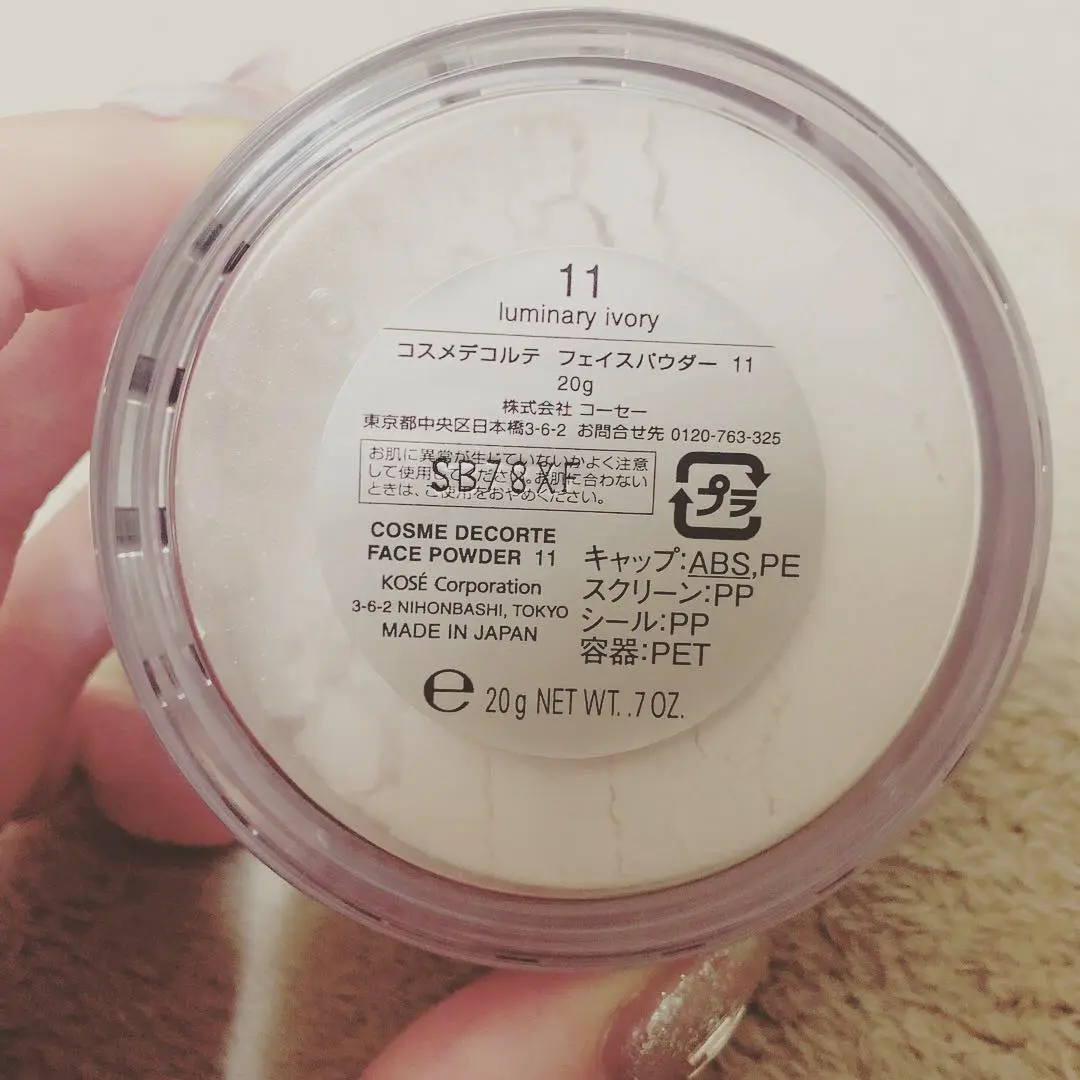 11
luminary ivory
コスメデコルテ フェイスパウダー 11
20g
株式会社 コーセー
東京都中央区日本橋3-6-2 お問合せ先 0120-763-325
お肌に異常が生じていないかよく注意
して使用してください。お肌に合わない
ときは、ご使用をおやめください。
SB78XF
プラ
COSME DECORTE
FACE POWDER 11
KOSÉ Corporation
3-6-2 NIHONBASHI, TOKYO
MADE IN JAPAN
キャップ:ABS,PE
スクリーン:PP
シール:PP
容器:PET
e 20g NET WT. .7 OZ.